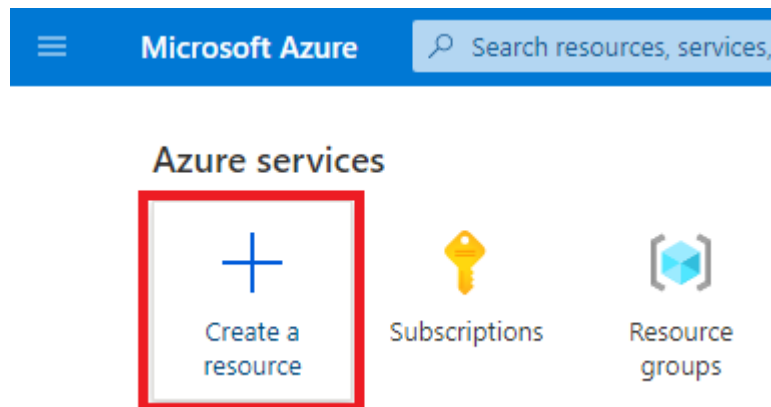 Microsoft Azure
Search resources, services,
Azure services
Create a
resource
Subscriptions
Resource
groups